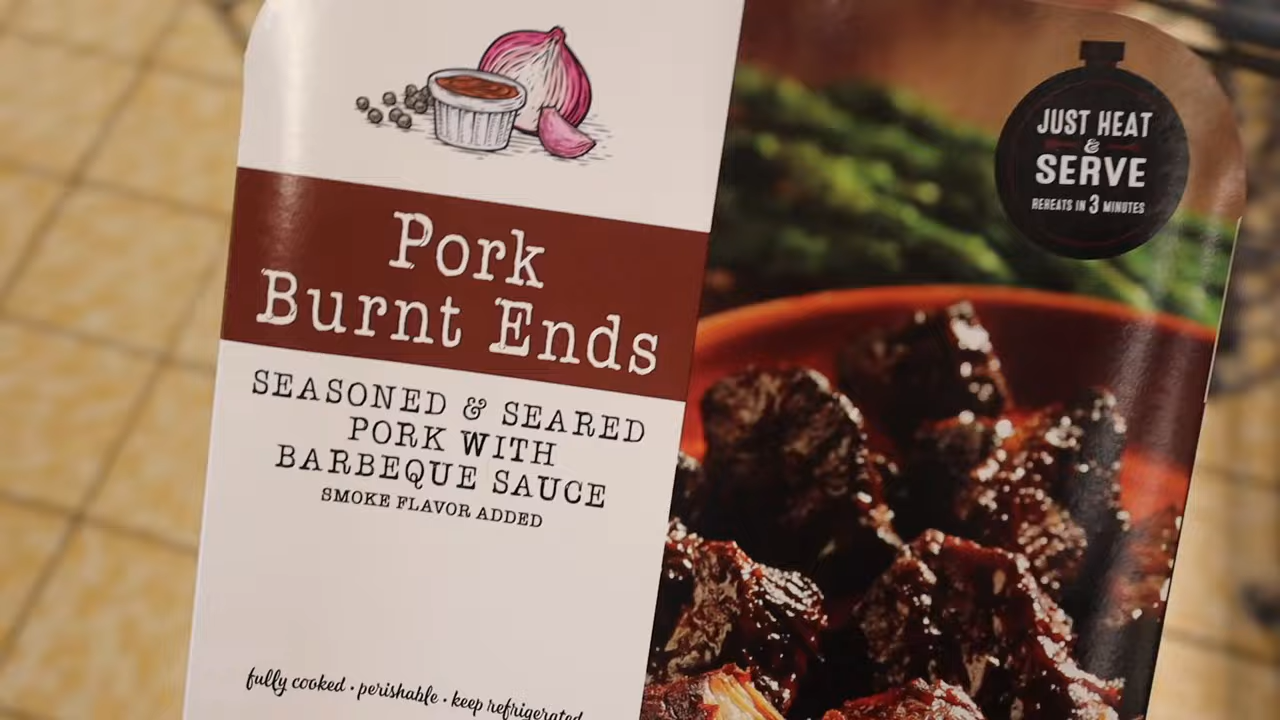 JUST HEAT
&
SERVE
REHEATS IN 3 MINUTES
Pork
Burnt Ends
SEASONED & SEARED
PORK WITH
BARBEQUE SAUCE
SMOKE FLAVOR ADDED
fully cooked • perishable • keep refrigerated